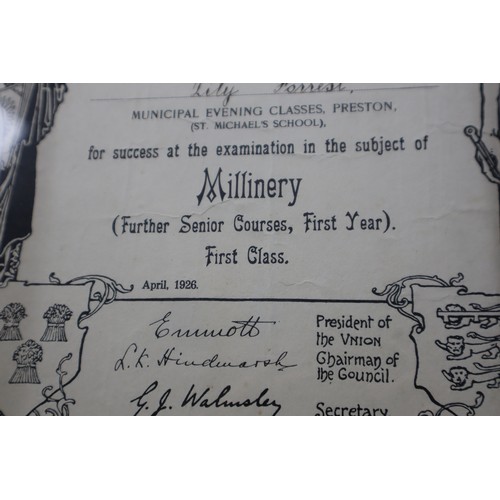 Lily Forrest,
MUNICIPAL EVENING CLASSES, PRESTON,
(ST. MICHAEL'S SCHOOL),
for success at the examination in the subject of
Millinery
(Further Senior Courses, First Year).
First Class.
April, 1926.
Emmott
President of
the UNION
L. K. Hindmarsh
Chairman of
the Council.
G. J. Walmsley
Secretary